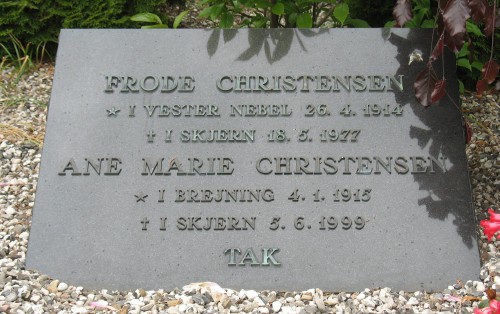 FRODE CHRISTENSEN
★ I VESTER NEBEL 26.4.1914
✝ I SKJERN 18.5.1977
ANE MARIE CHRISTENSEN
★ I BREJNING 4.1.1915
✝ I SKJERN 5.6.1999
TAK